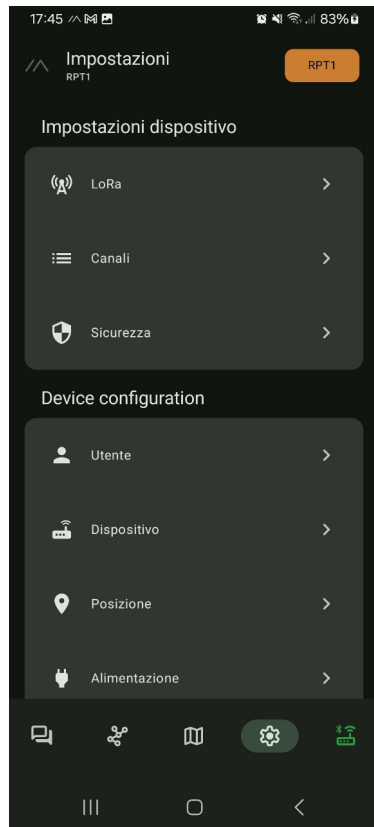 17:45 83%
Impostazioni
RPT1
RPT1
Impostazioni dispositivo
LoRa
Canali
Sicurezza
Device configuration
Utente
Dispositivo
Posizione
Alimentazione